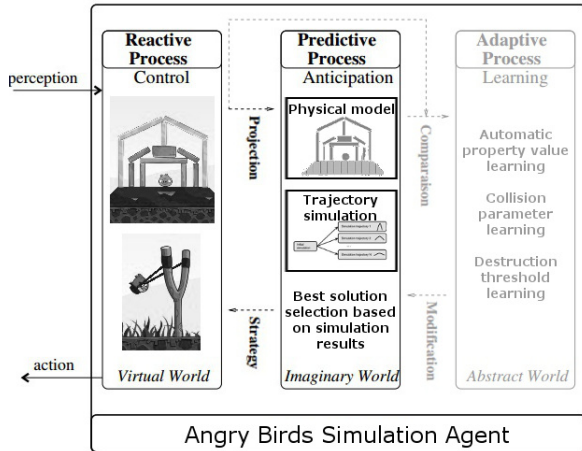 Reactive
Process
Control
Predictive
Process
Anticipation
Adaptive
Process
Learning
perception
Projection
Physical model
Comparaison
Automatic
property value
learning
Trajectory
simulation
Collision
parameter
learning
Destruction
threshold
learning
Best solution
selection based
on simulation
results
Strategy
Modification
action
Virtual World
Imaginary World
Abstract World
Angry Birds Simulation Agent